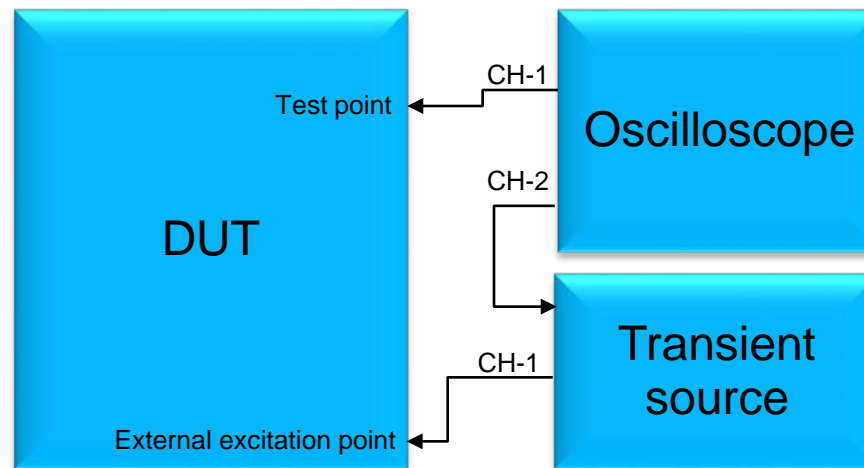 CH-1
Test point
Oscilloscope
CH-2
DUT
Transient
source
CH-1
External excitation point